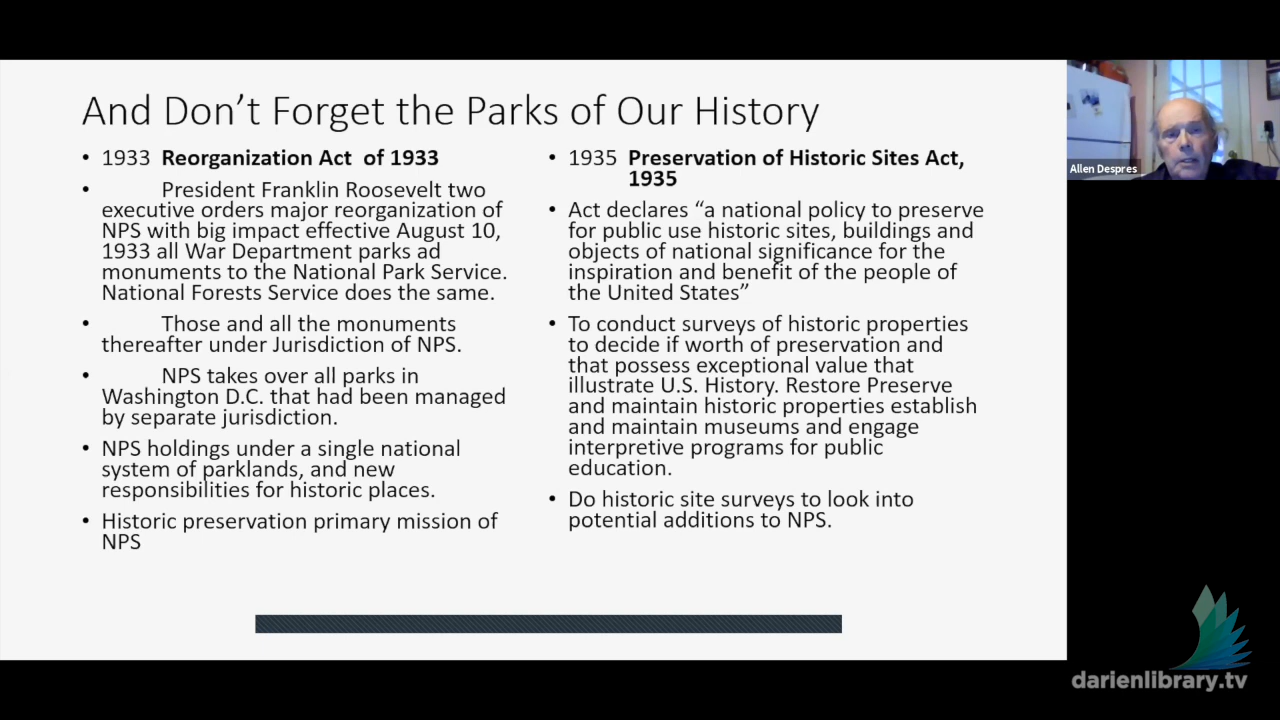 And Don't Forget the Parks of Our History
• 1933 Reorganization Act of 1933
• President Franklin Roosevelt two
executive orders major reorganization of
NPS with big impact effective August 10,
1933 all War Department parks ad
monuments to the National Park Service.
National Forests Service does the same.
• Those and all the monuments
thereafter under Jurisdiction of NPS.
• NPS takes over all parks in
Washington D.C. that had been managed
by separate jurisdiction.
• NPS holdings under a single national
system of parklands, and new
responsibilities for historic places.
• Historic preservation primary mission of
NPS
• 1935 Preservation of Historic Sites Act,
1935
• Act declares “a national policy to preserve
for public use historic sites, buildings and
objects of national significance for the
inspiration and benefit of the people of
the United States”
• To conduct surveys of historic properties
to decide if worth of preservation and
that possess exceptional value that
illustrate U.S. History. Restore Preserve
and maintain historic properties establish
and maintain museums and engage
interpretive programs for public
education.
• Do historic site surveys to look into
potential additions to NPS.
Allen Despres
darienlibrary.tv